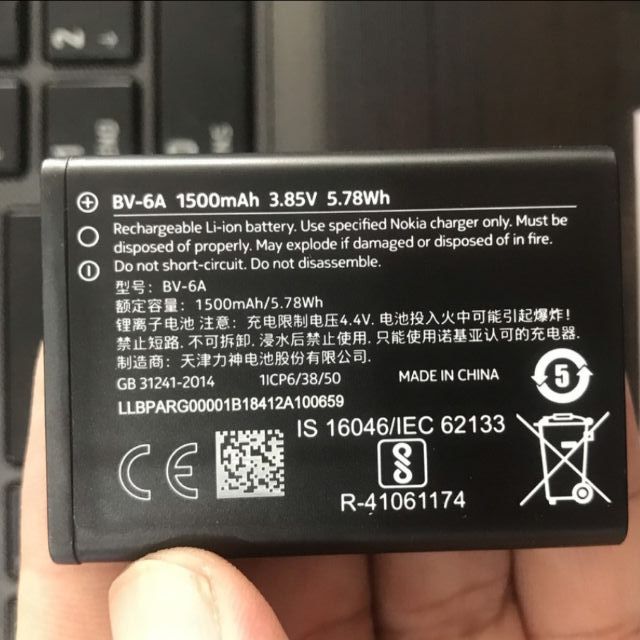 BV-6A 1500mAh 3.85V 5.78Wh
Rechargeable Li-ion battery. Use specified Nokia charger only. Must be
disposed of properly. May explode if damaged or disposed of in fire.
Do not short-circuit. Do not disassemble.
型号: BV-6A
额定容量: 1500mAh/5.78Wh
锂离子电池 注意: 充电限制电压4.4V. 电池投入火中可能引起爆炸!
禁止短路. 不可拆卸. 浸水后禁止使用. 只能使用诺基亚认可的充电器.
制造商: 天津力神电池股份有限公司.
GB 31241-2014 1ICP6/38/50 MADE IN CHINA
5
LLBPARG00001B18412A100659
IS 16046/IEC 62133
CE
R-41061174